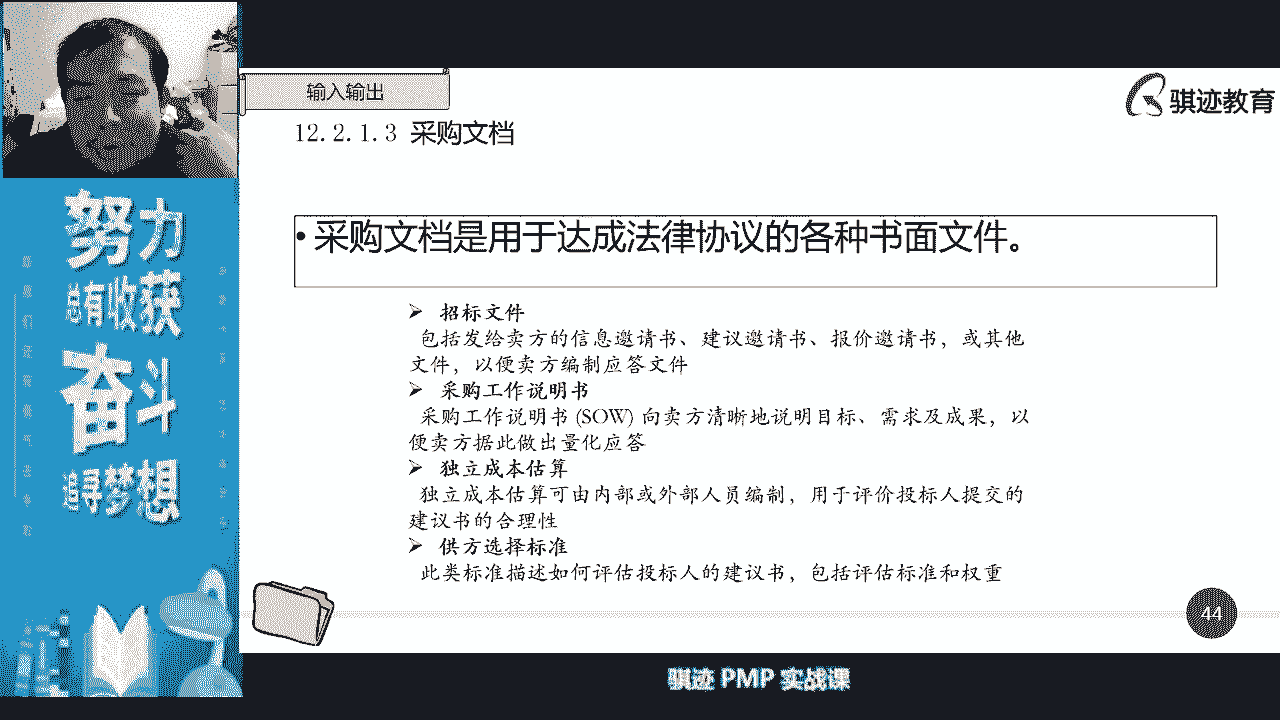 输入输出
骐迹教育
12.2.1.3 采购文档
• 采购文档是用于达成法律协议的各种书面文件。
➢ 招标文件
包括发给卖方的信息邀请书、建议邀请书、报价邀请书，或其他
文件，以便卖方编制应答文件
➢ 采购工作说明书
采购工作说明书 (SOW) 向卖方清晰地说明目标、需求及成果，以
便卖方据此做出量化应答
➢ 独立成本估算
独立成本估算可由内部或外部人员编制，用于评价投标人提交的
建议书的合理性
➢ 供方选择标准
此类标准描述如何评估投标人的建议书，包括评估标准和权重
44
努力
总有收获
奋斗
追寻梦想
骐迹 PMP 实战课